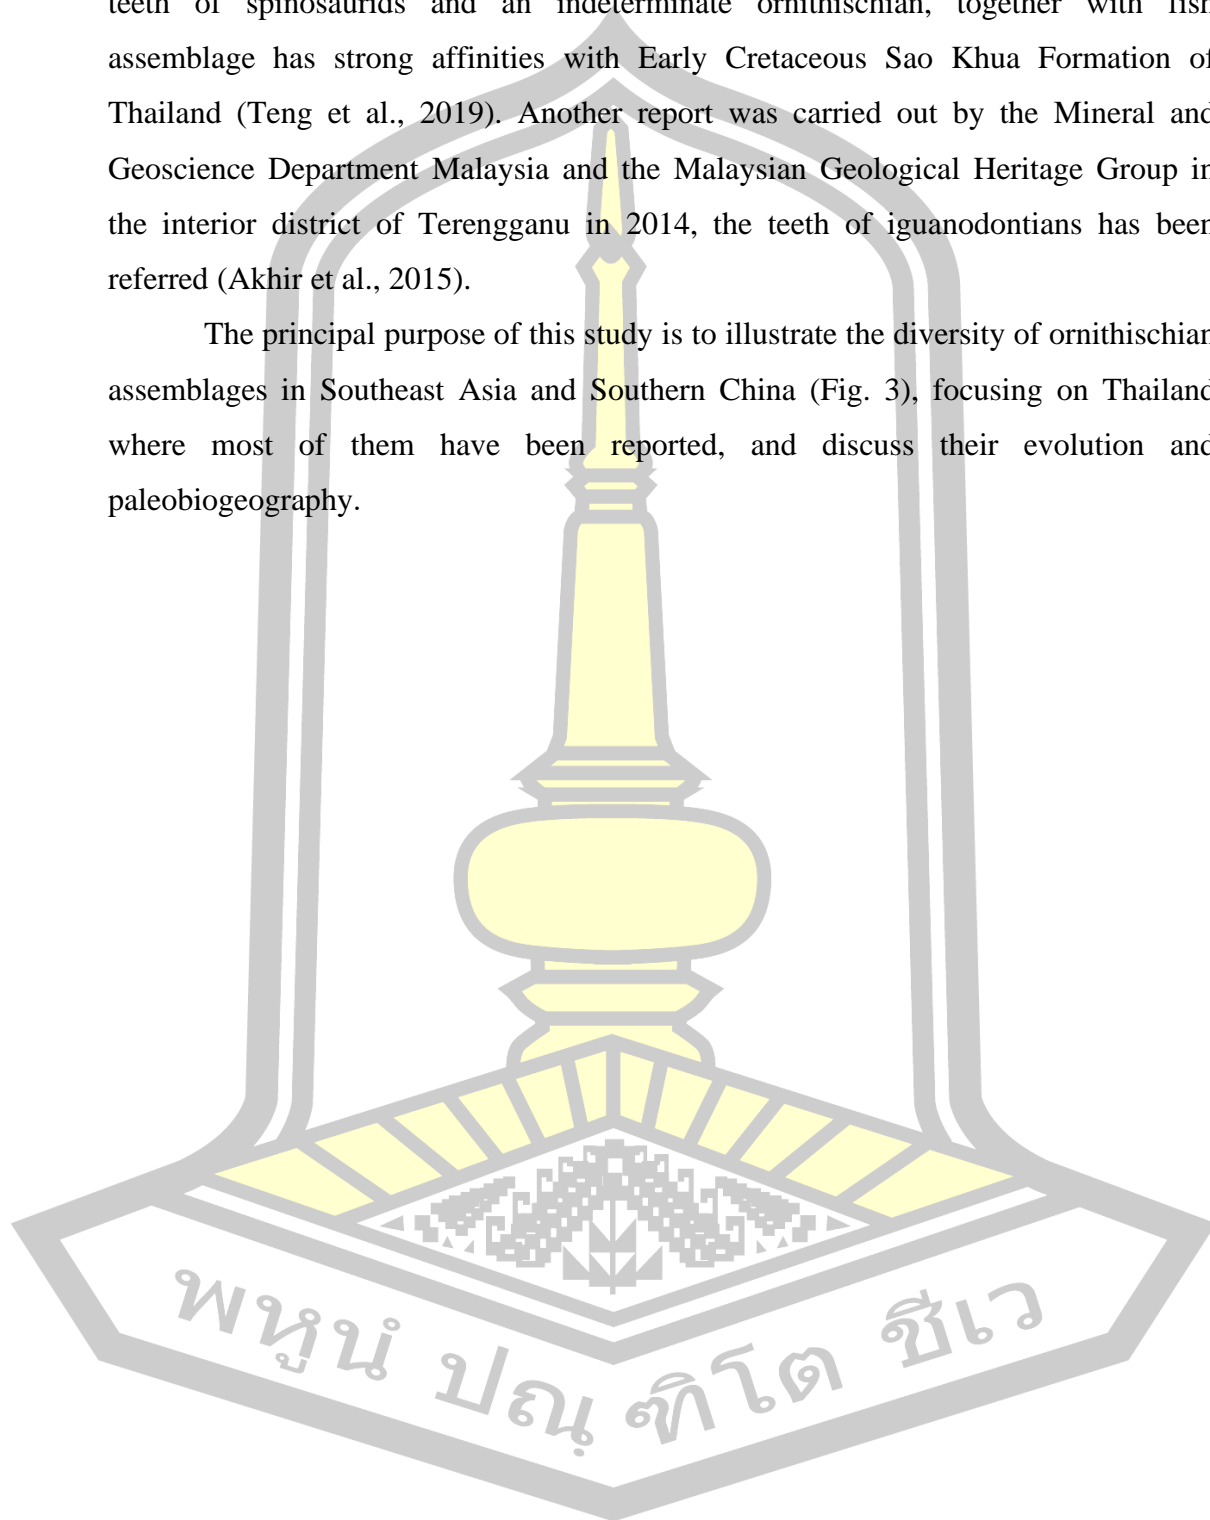 teeth of spinosaurids and an indeterminate ornithischian, together with fish
assemblage has strong affinities with Early Cretaceous Sao Khua Formation of
Thailand (Teng et al., 2019). Another report was carried out by the Mineral and
Geoscience Department Malaysia and the Malaysian Geological Heritage Group in
the interior district of Terengganu in 2014, the teeth of iguanodontians has been
referred (Akhir et al., 2015).
The principal purpose of this study is to illustrate the diversity of ornithischian
assemblages in Southeast Asia and Southern China (Fig. 3), focusing on Thailand
where most of them have been reported, and discuss their evolution and
paleobiogeography.
พหูนํ ปณฺฑิโต ชีเว